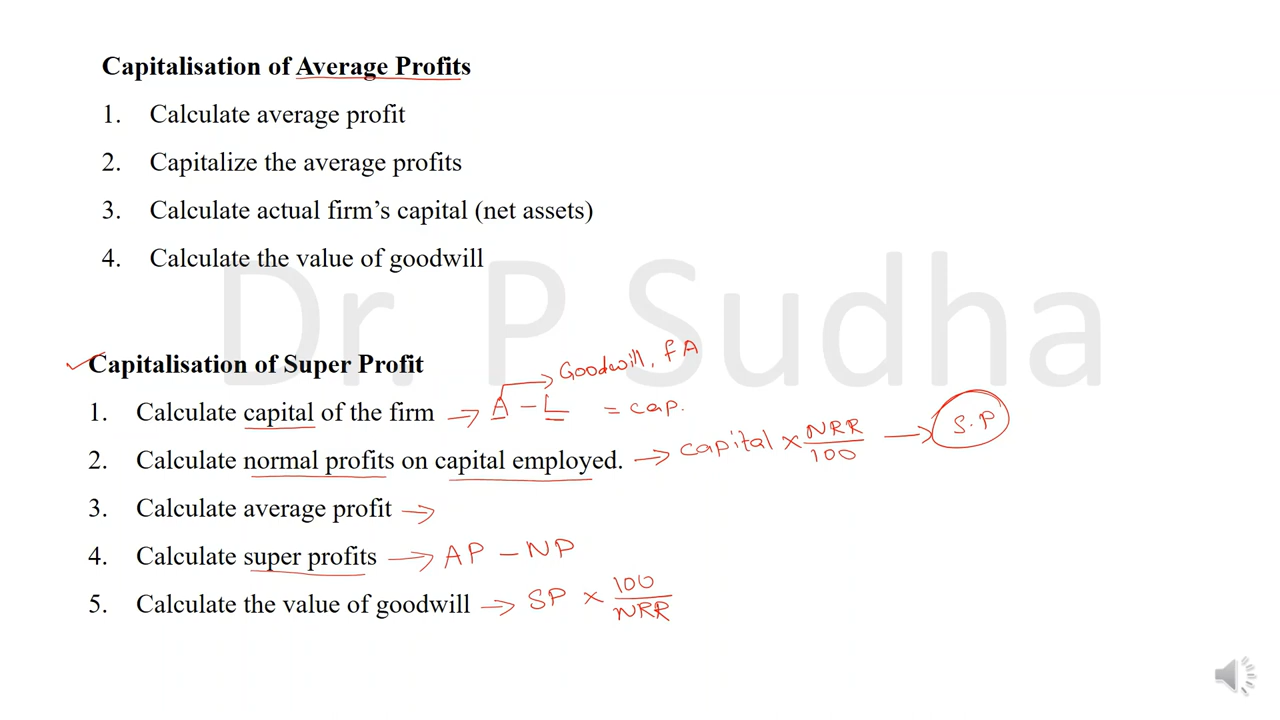 Capitalisation of Average Profits
1. Calculate average profit
2. Capitalize the average profits
3. Calculate actual firm's capital (net assets)
4. Calculate the value of goodwill
Dr. P Sudha
Capitalisation of Super Profit
Goodwill, fA
1. Calculate capital of the firm → A - L = cap.
2. Calculate normal profits on capital employed. → capital × NRR/100 → S.P
3. Calculate average profit →
4. Calculate super profits → AP - NP
5. Calculate the value of goodwill → SP × 100/NRR